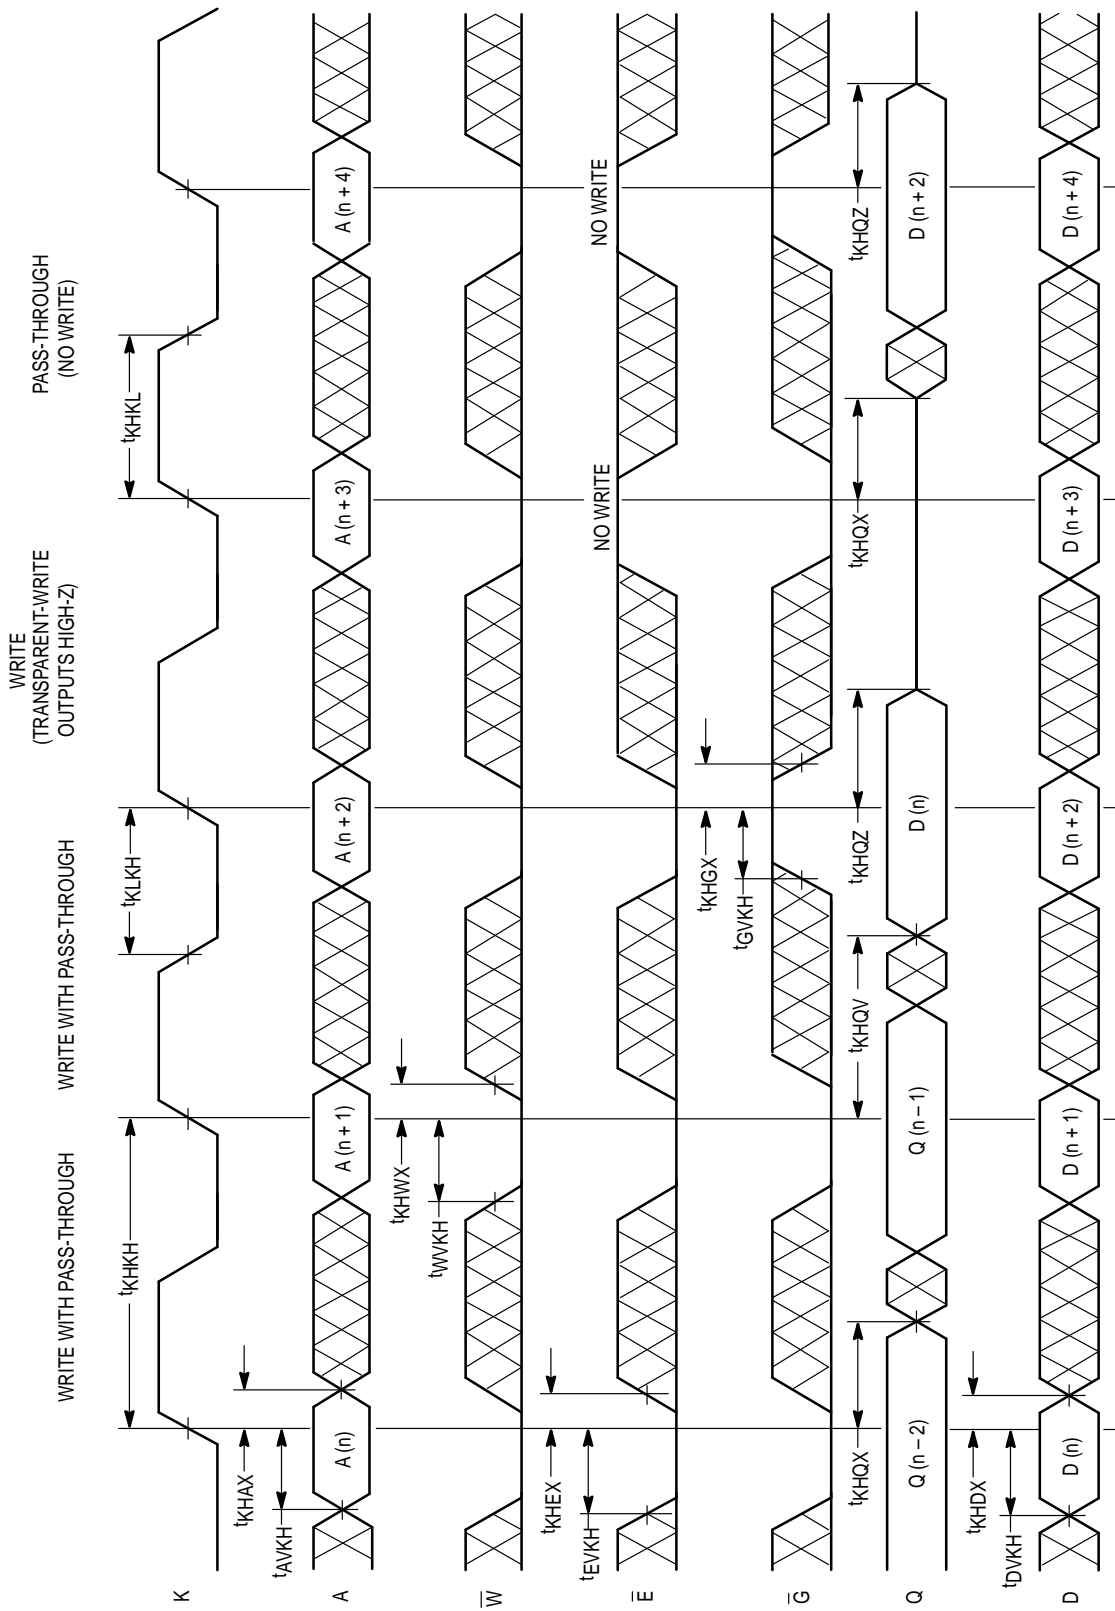 WRITE WITH PASS-THROUGH
WRITE WITH PASS-THROUGH
WRITE
(TRANSPARENT-WRITE
OUTPUTS HIGH-Z)
PASS-THROUGH
(NO WRITE)
K
tKHKH
tKLKH
tKHKL
tKHAX
tAVKH
A
A (n)
A (n + 1)
A (n + 2)
A (n + 3)
A (n + 4)
tKHWX
tWVKH
W
tKHEX
tEVKH
E
NO WRITE
NO WRITE
tKHGX
tGVKH
G
tKHQX
tKHQV
tKHQZ
tKHQX
tKHQZ
Q
Q (n – 2)
Q (n – 1)
D (n)
D (n + 2)
tKHDX
tDVKH
D
D (n)
D (n + 1)
D (n + 2)
D (n + 3)
D (n + 4)